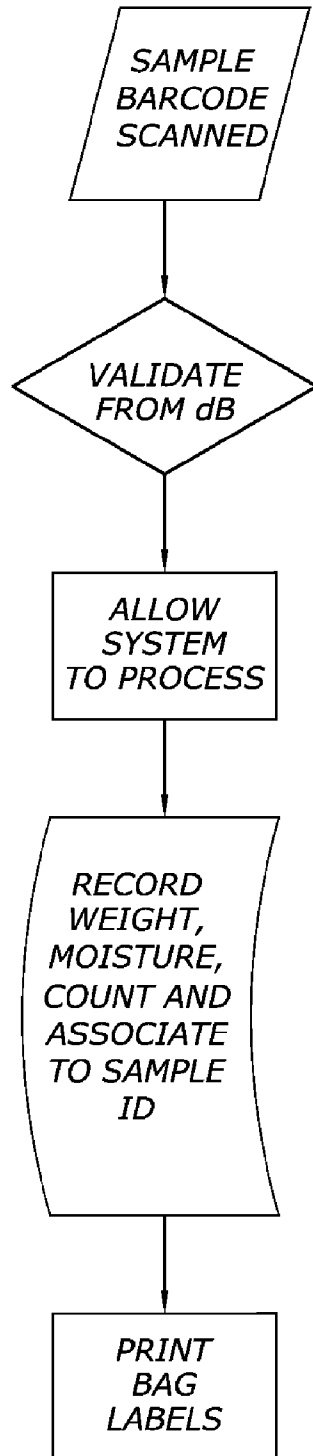 SAMPLE
BARCODE
SCANNED
VALIDATE
FROM dB
ALLOW
SYSTEM
TO PROCESS
RECORD
WEIGHT,
MOISTURE,
COUNT AND
ASSOCIATE
TO SAMPLE
ID
PRINT
BAG
LABELS